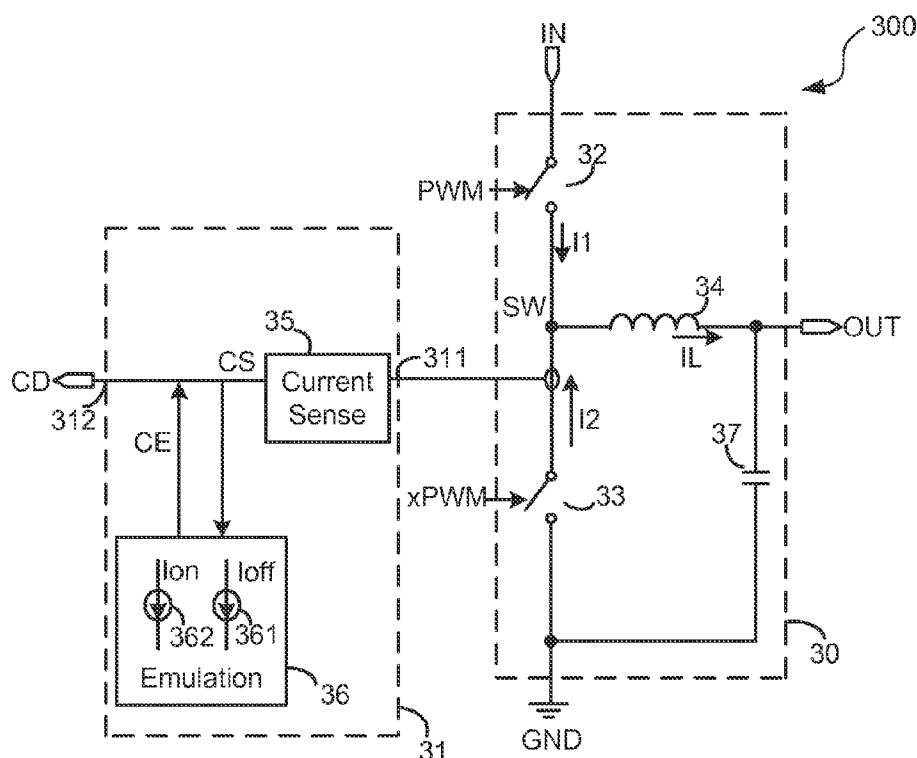 300
IN
32
PWM
I1
SW
34
35
CS
311
OUT
IL
Current
Sense
CD
312
I2
37
CE
xPWM
33
Ion
Ioff
362
361
Emulation
36
30
31
GND